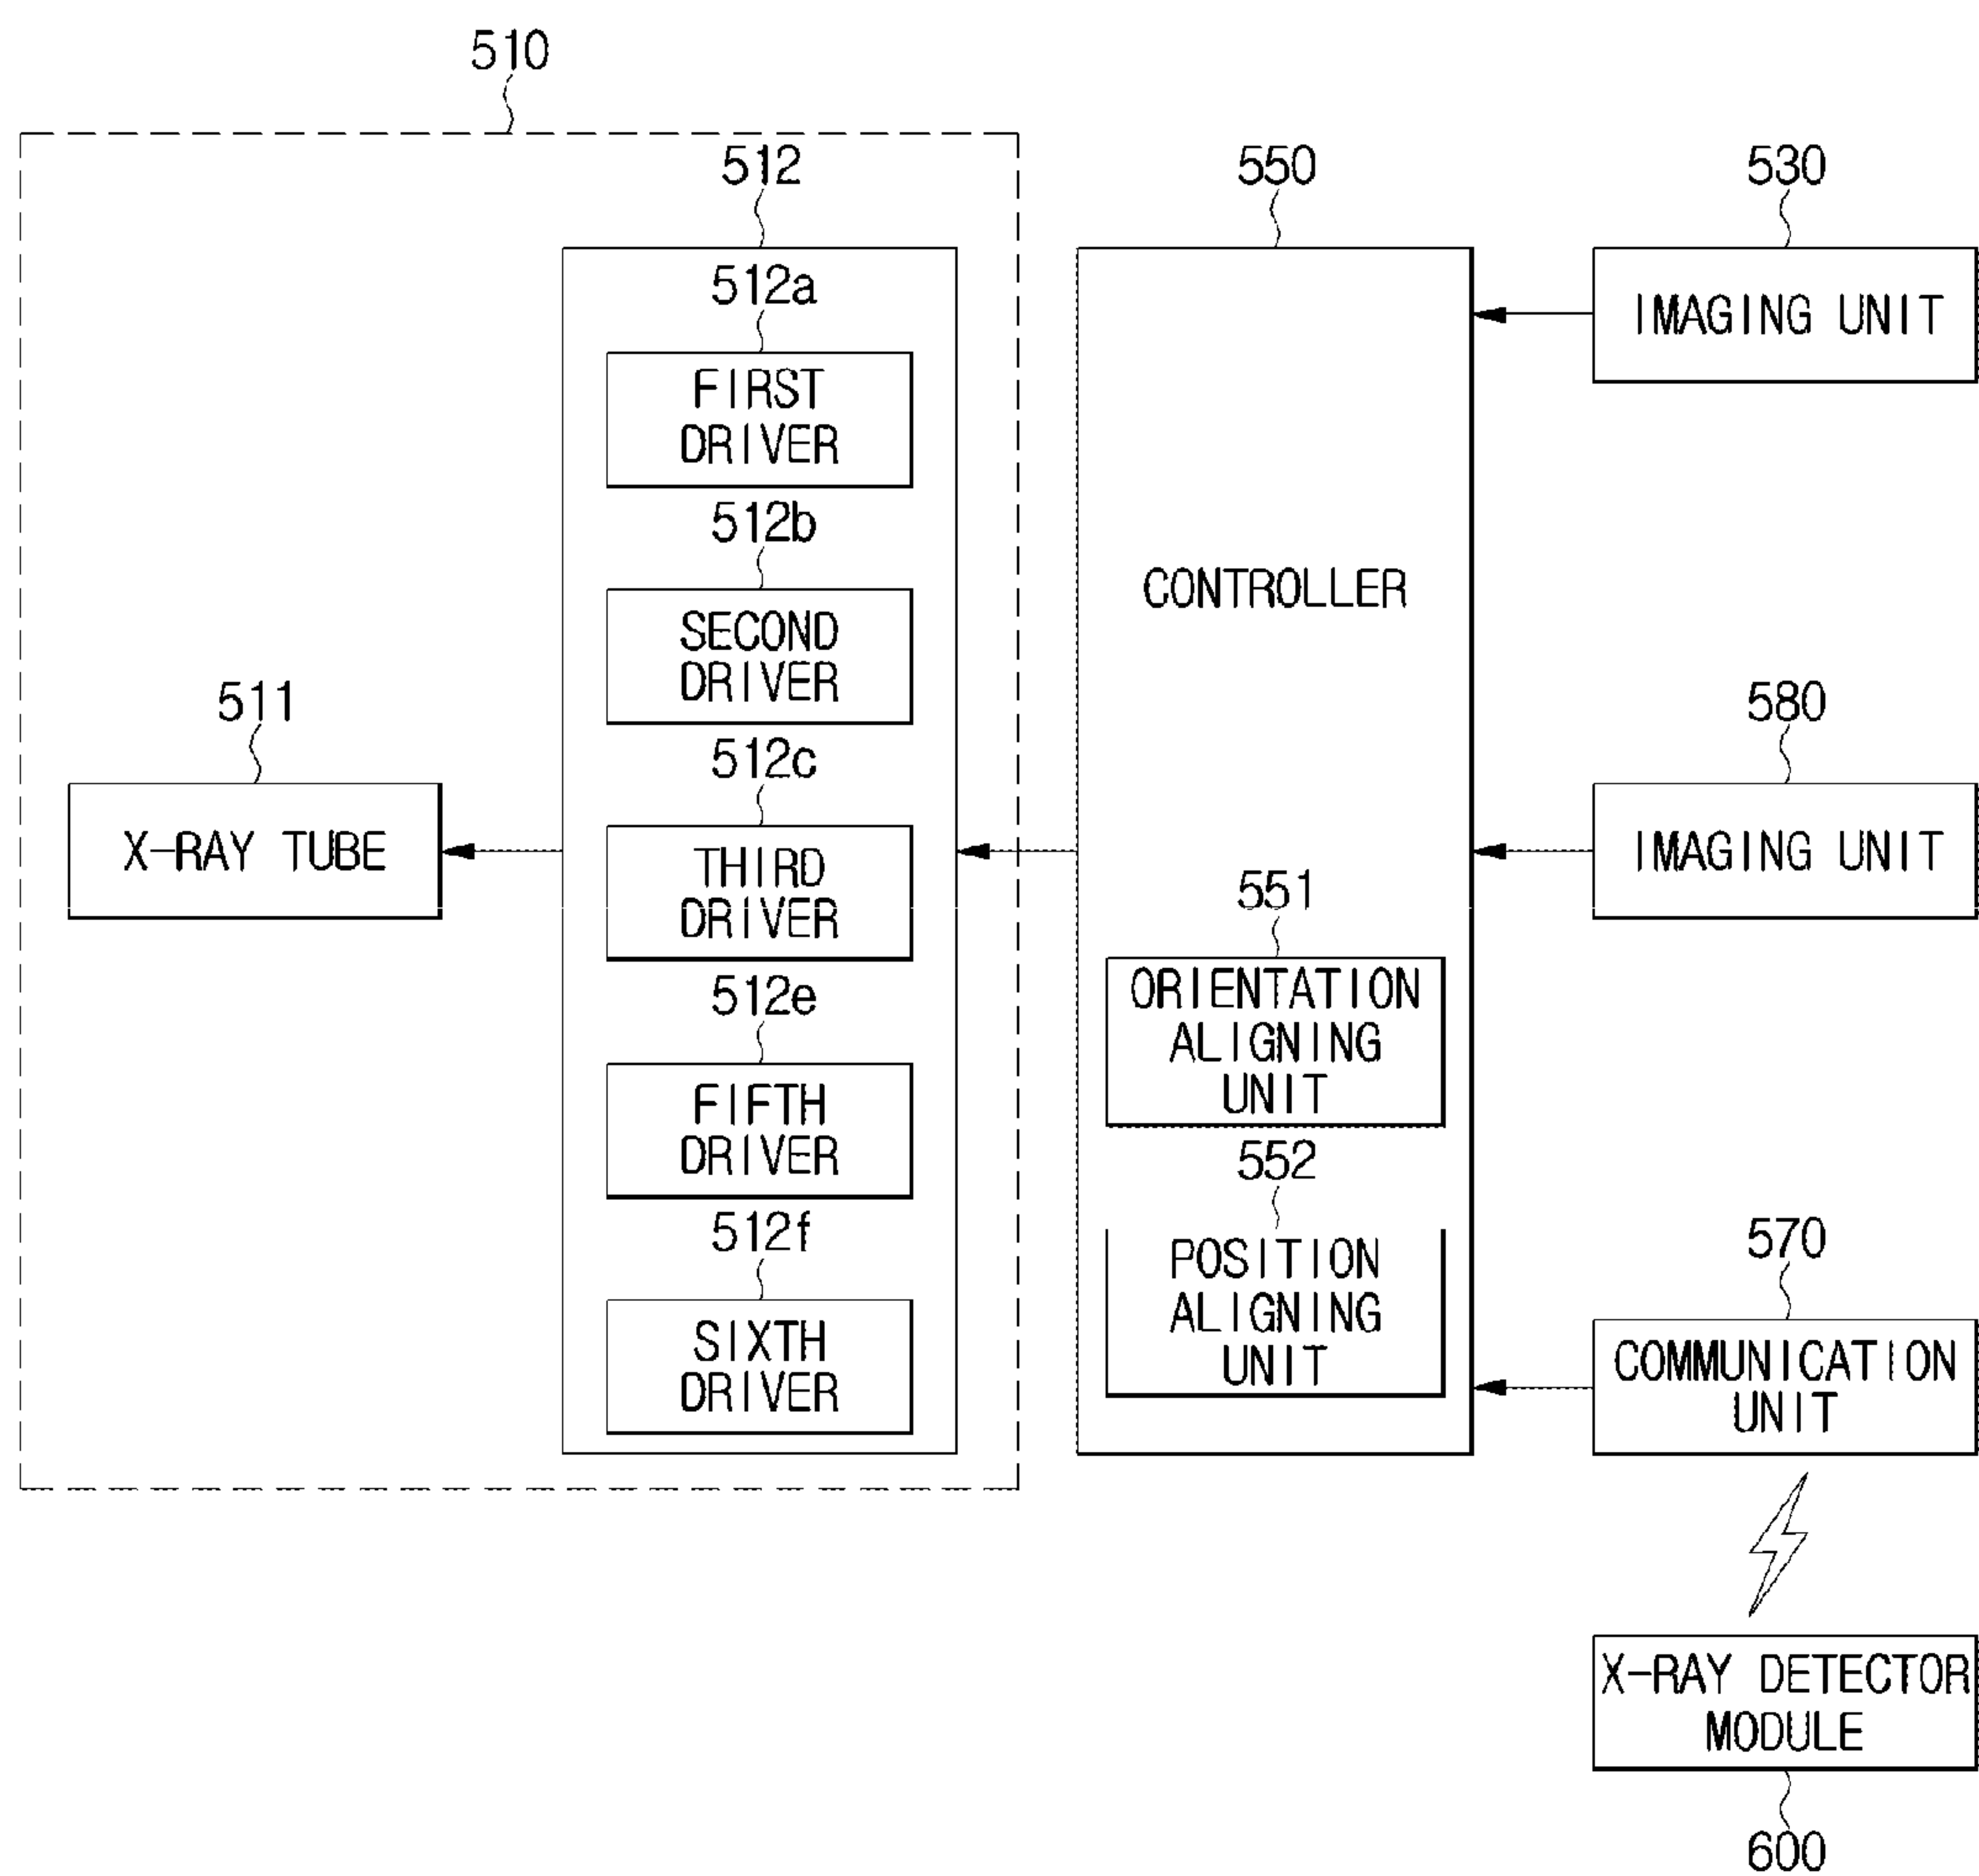 510
512
550
530
512a
IMAGING UNIT
FIRST
DRIVER
512b
CONTROLLER
SECOND
DRIVER
511
580
512c
X-RAY TUBE
IMAGING UNIT
THIRD
DRIVER
551
ORIENTATION
ALIGNING
UNIT
512e
FIFTH
DRIVER
552
512f
570
POSITION
ALIGNING
UNIT
SIXTH
DRIVER
COMMUNICATION
UNIT
X-RAY DETECTOR
MODULE
600